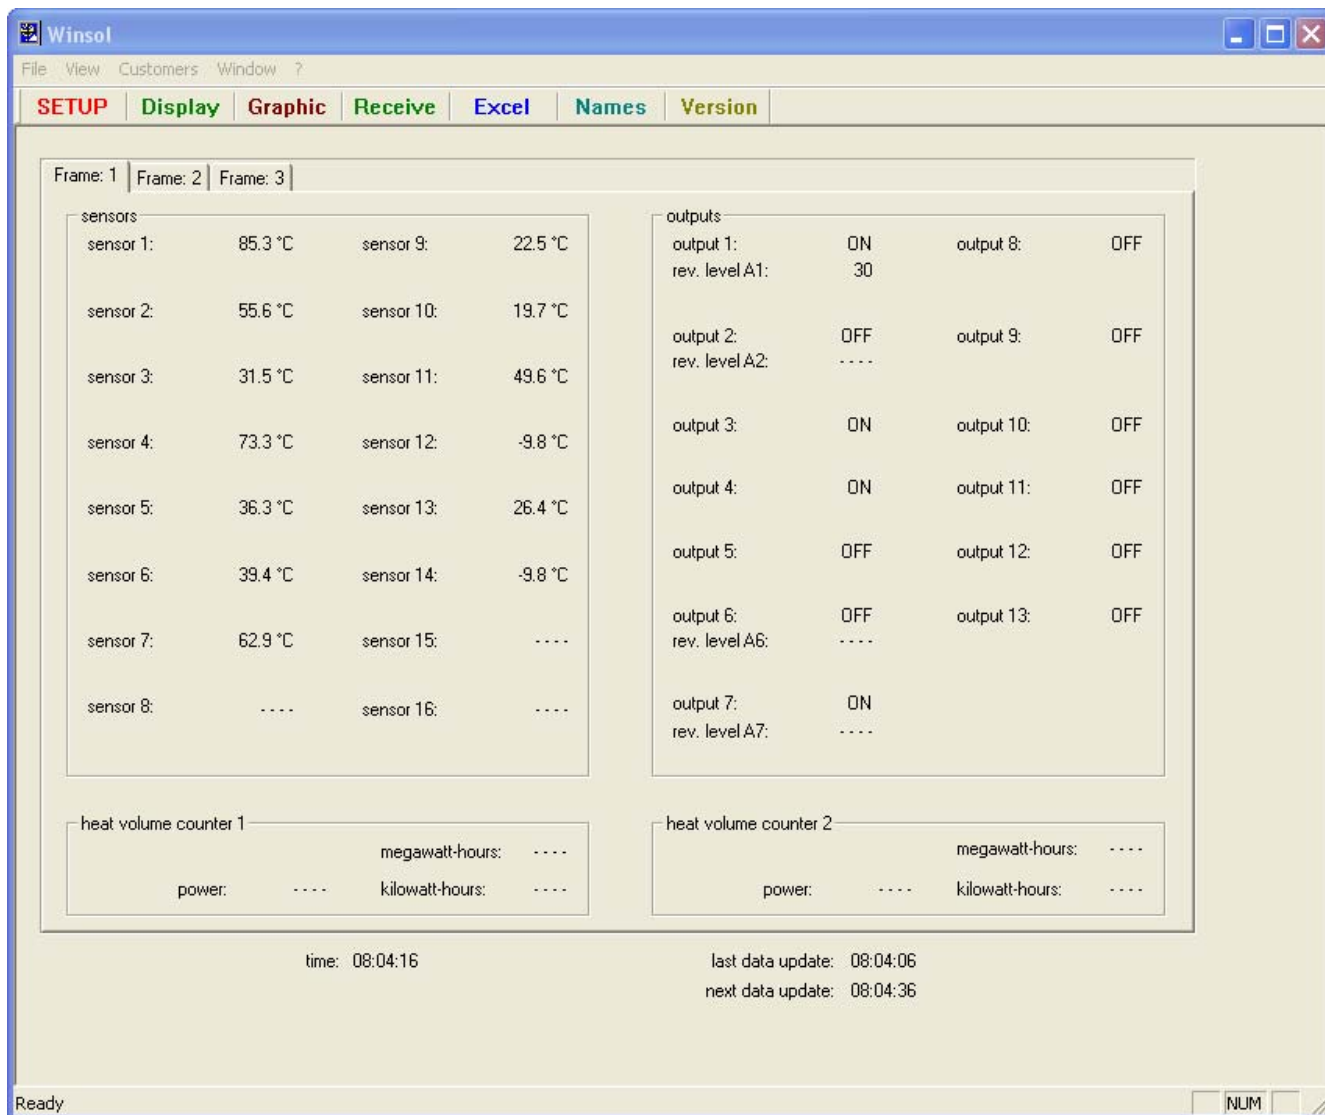 Winsol
File View Customers Window ?
SETUP Display Graphic Receive Excel Names Version
Frame: 1 Frame: 2 Frame: 3
sensors
sensor 1: 85.3 °C sensor 9: 22.5 °C
sensor 2: 55.6 °C sensor 10: 19.7 °C
sensor 3: 31.5 °C sensor 11: 49.6 °C
sensor 4: 73.3 °C sensor 12: -9.8 °C
sensor 5: 36.3 °C sensor 13: 26.4 °C
sensor 6: 39.4 °C sensor 14: -9.8 °C
sensor 7: 62.9 °C sensor 15: ----
sensor 8: ---- sensor 16: ----
outputs
output 1: ON output 8: OFF
rev. level A1: 30
output 2: OFF output 9: OFF
rev. level A2: ----
output 3: ON output 10: OFF
output 4: ON output 11: OFF
output 5: OFF output 12: OFF
output 6: OFF output 13: OFF
rev. level A6: ----
output 7: ON
rev. level A7: ----
heat volume counter 1
megawatt-hours: ----
power: ---- kilowatt-hours: ----
heat volume counter 2
megawatt-hours: ----
power: ---- kilowatt-hours: ----
time: 08:04:16 last data update: 08:04:06
next data update: 08:04:36
Ready NUM